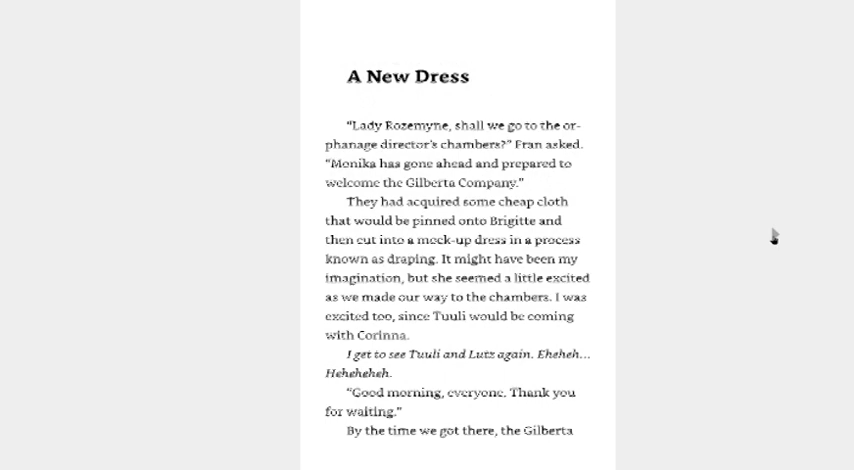 A New Dress
“Lady Rozemyne, shall we go to the or-
phanage director’s chambers?” Fran asked.
“Monika has gone ahead and prepared to
welcome the Gilberta Company.”
They had acquired some cheap cloth
that would be pinned onto Brigitte and
then cut into a mock-up dress in a process
known as draping. It might have been my
imagination, but she seemed a little excited
as we made our way to the chambers. I was
excited too, since Tuuli would be coming
with Corinna.
I get to see Tuuli and Lutz again. Eheheh...
Heheheheh.
“Good morning, everyone. Thank you
for waiting.”
By the time we got there, the Gilberta